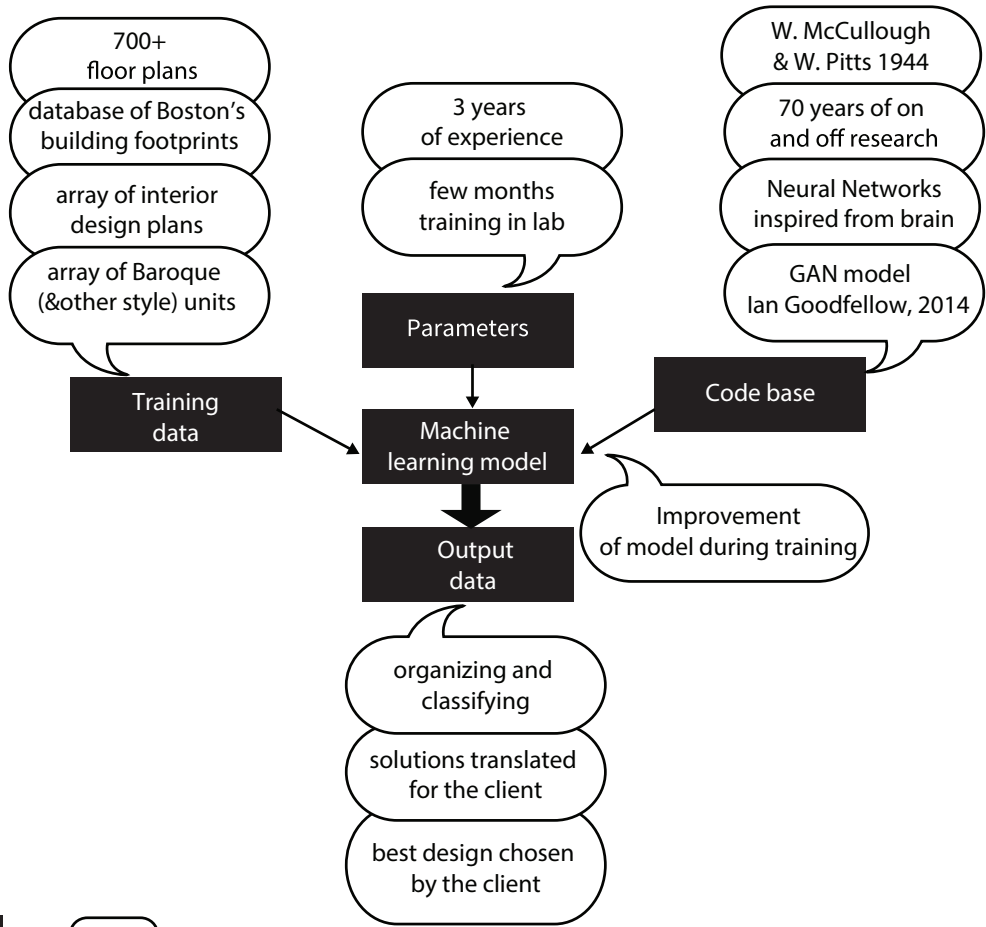 700+
floor plans
database of Boston's
building footprints
array of interior
design plans
array of Baroque
(&other style) units
Training
data
3 years
of experience
few months
training in lab
Parameters
W. McCullough
& W. Pitts 1944
70 years of on
and off research
Neural Networks
inspired from brain
GAN model
Ian Goodfellow, 2014
Code base
Machine
learning model
Improvement
of model during training
Output
data
organizing and
classifying
solutions translated
for the client
best design chosen
by the client